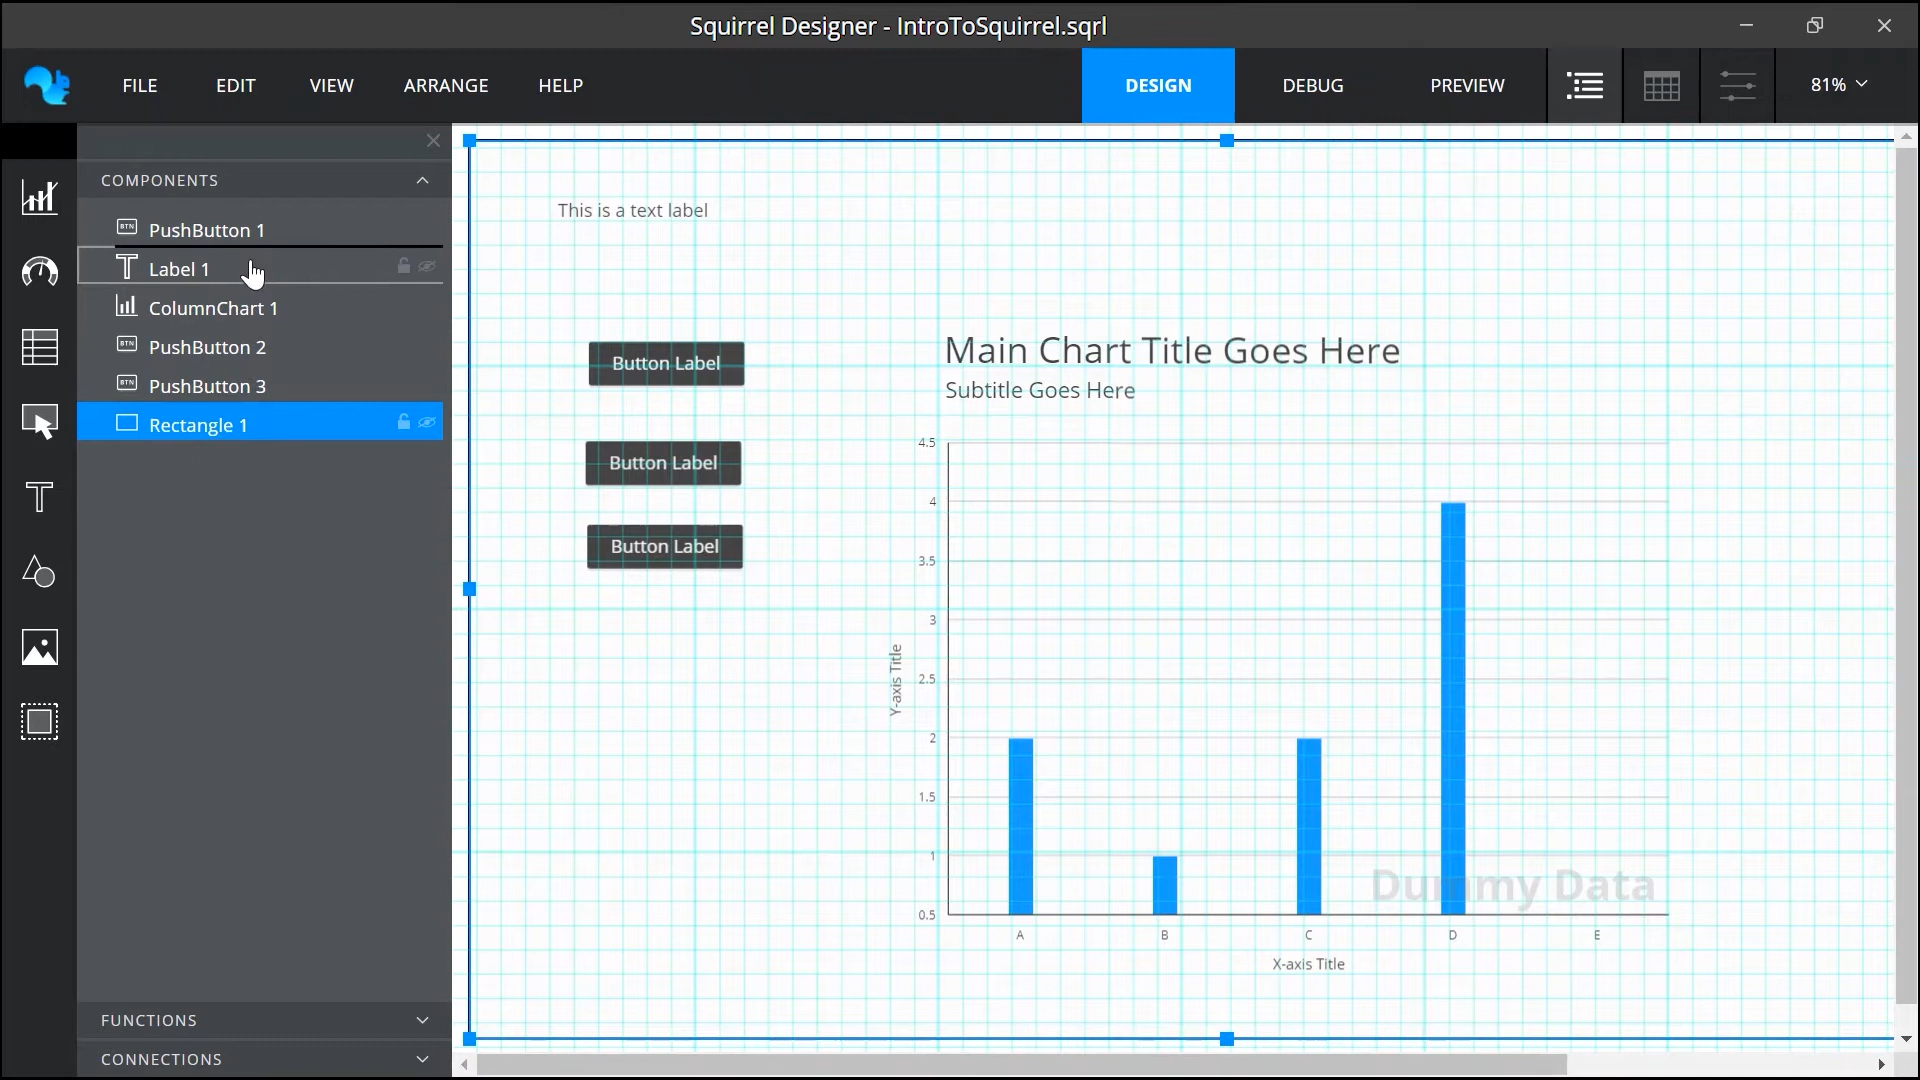 Squirrel Designer - IntroToSquirrel.sqrl
FILE EDIT VIEW ARRANGE HELP DESIGN DEBUG PREVIEW 81%
COMPONENTS
BTN PushButton 1
Label 1
ColumnChart 1
BTN PushButton 2
BTN PushButton 3
Rectangle 1
FUNCTIONS
CONNECTIONS
This is a text label
Button Label
Button Label
Button Label
Main Chart Title Goes Here
Subtitle Goes Here
4.5
4
3.5
3
2.5
2
1.5
1
0.5
Y-axis Title
Dummy Data
A B C D E
X-axis Title